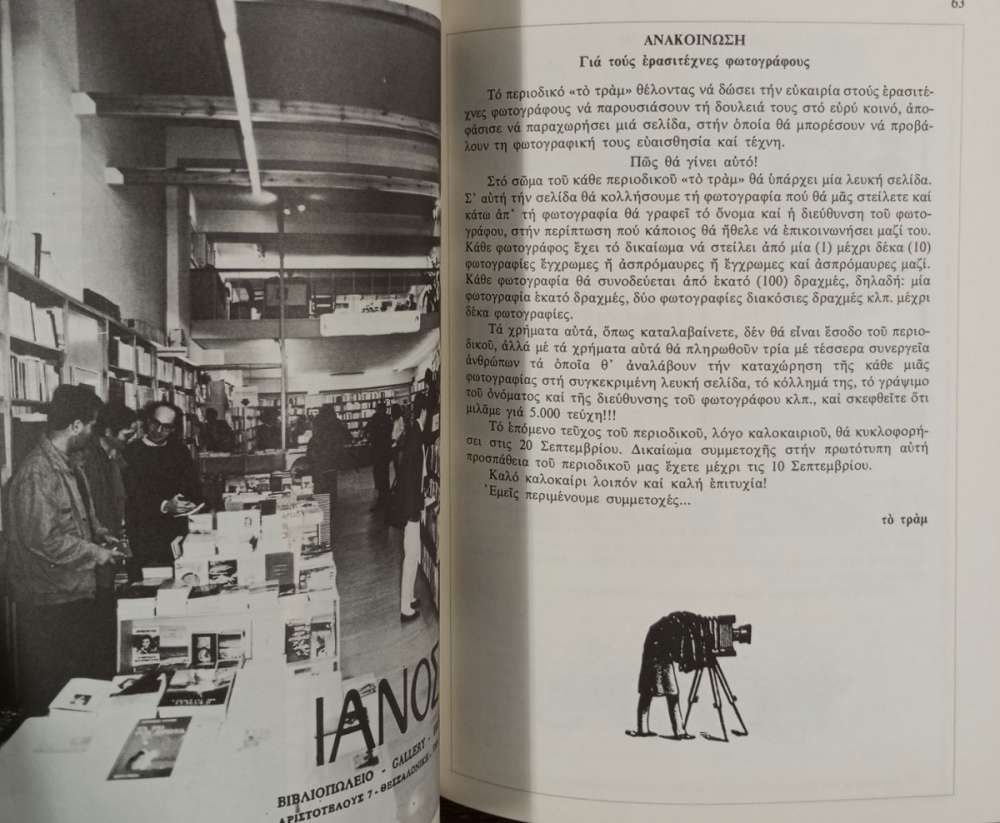 ΙΑΝΟΣ
ΒΙΒΛΙΟΠΩΛΕΙΟ - GALLERY -
ΑΡΙΣΤΟΤΕΛΟΥΣ 7 - ΘΕΣΣΑΛΟΝΙΚΗ -
63
ΑΝΑΚΟΙΝΩΣΗ
Γιά τούς ἐρασιτέχνες φωτογράφους
Τό περιοδικό «τὸ τρὰμ» θέλοντας νά δώσει τήν εὐκαιρία στούς ἐρασιτέ-
χνες φωτογράφους νά παρουσιάσουν τή δουλειά τους στό εὐρύ κοινό, ἀπο-
φάσισε νά παραχωρήσει μιά σελίδα, στήν ὁποία θά μπορέσουν νά προβά-
λουν τη φωτογραφική τους εὐαισθησία καί τέχνη.
Πῶς θά γίνει αὐτό!
Στό σῶμα τοῦ κάθε περιοδικοῦ «τὸ τρὰμ» θά ὑπάρχει μία λευκή σελίδα.
Σ' αὐτή τήν σελίδα θά κολλήσουμε τή φωτογραφία πού θά μᾶς στείλετε καί
κάτω ἀπ' τή φωτογραφία θά γραφεῖ τό ὄνομα καί ἡ διεύθυνση τοῦ φωτο-
γράφου, στήν περίπτωση πού κάποιος θά ἤθελε νά ἐπικοινωνήσει μαζί του.
Κάθε φωτογράφος ἔχει τό δικαίωμα νά στείλει ἀπό μία (1) μέχρι δέκα (10)
φωτογραφίες ἔγχρωμες ἤ ἀσπρόμαυρες ἤ ἔγχρωμες καί ἀσπρόμαυρες μαζί.
Κάθε φωτογραφία θά συνοδεύεται ἀπό ἑκατό (100) δραχμές, δηλαδή: μία
φωτογραφία ἑκατό δραχμές, δύο φωτογραφίες διακόσιες δραχμές κλπ. μέχρι
δέκα φωτογραφίες.
Τά χρήματα αὐτά, ὅπως καταλαβαίνετε, δέν θά εἶναι ἔσοδο τοῦ περιο-
δικοῦ, ἀλλά μέ τά χρήματα αὐτά θά πληρωθοῦν τρία μέ τέσσερα συνεργεῖα
ἀνθρώπων τά ὁποῖα θ' ἀναλάβουν τήν καταχώρηση τῆς κάθε μιᾶς
φωτογραφίας στή συγκεκριμένη λευκή σελίδα, τό κόλλημά της, τό γράψιμο
τοῦ ὀνόματος καί τῆς διεύθυνσης τοῦ φωτογράφου κλπ., καί σκεφθεῖτε ὅτι
μιλᾶμε γιά 5.000 τεύχη!!!
Τό ἑπόμενο τεῦχος τοῦ περιοδικοῦ, λόγο καλοκαιριοῦ, θά κυκλοφορή-
σει στις 20 Σεπτεμβρίου. Δικαίωμα συμμετοχῆς στήν πρωτότυπη αὐτή
προσπάθεια τοῦ περιοδικοῦ μας ἔχετε μέχρι τις 10 Σεπτεμβρίου.
Καλό καλοκαίρι λοιπόν καί καλή ἐπιτυχία!
Ἐμεῖς περιμένουμε συμμετοχές...
τὸ τρὰμ